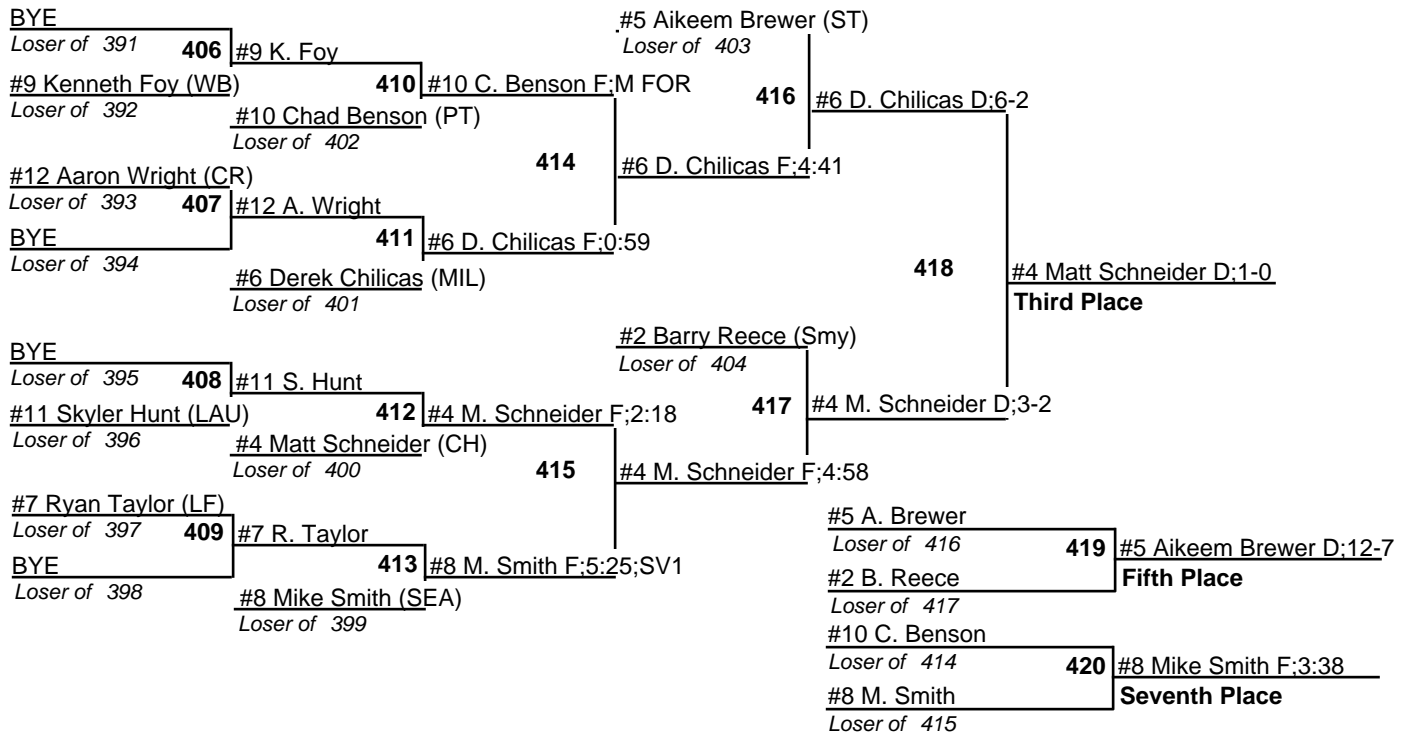 BYE
Loser of 391
406
#9 K. Foy
#9 Kenneth Foy (WB)
Loser of 392
410
#10 C. Benson F;M FOR
#10 Chad Benson (PT)
Loser of 402
#12 Aaron Wright (CR)
Loser of 393
407
#12 A. Wright
BYE
Loser of 394
411
#6 D. Chilicas F;0:59
#6 Derek Chilicas (MIL)
Loser of 401
414
#6 D. Chilicas F;4:41
#5 Aikeem Brewer (ST)
Loser of 403
416
#6 D. Chilicas D;6-2
418
#4 Matt Schneider D;1-0
Third Place
BYE
Loser of 395
408
#11 S. Hunt
#11 Skyler Hunt (LAU)
Loser of 396
412
#4 M. Schneider F;2:18
#4 Matt Schneider (CH)
Loser of 400
#7 Ryan Taylor (LF)
Loser of 397
409
#7 R. Taylor
BYE
Loser of 398
413
#8 M. Smith F;5:25;SV1
#8 Mike Smith (SEA)
Loser of 399
415
#4 M. Schneider F;4:58
#2 Barry Reece (Smy)
Loser of 404
417
#4 M. Schneider D;3-2
#5 A. Brewer
Loser of 416
419
#5 Aikeem Brewer D;12-7
Fifth Place
#2 B. Reece
Loser of 417
#10 C. Benson
Loser of 414
420
#8 Mike Smith F;3:38
Seventh Place
#8 M. Smith
Loser of 415